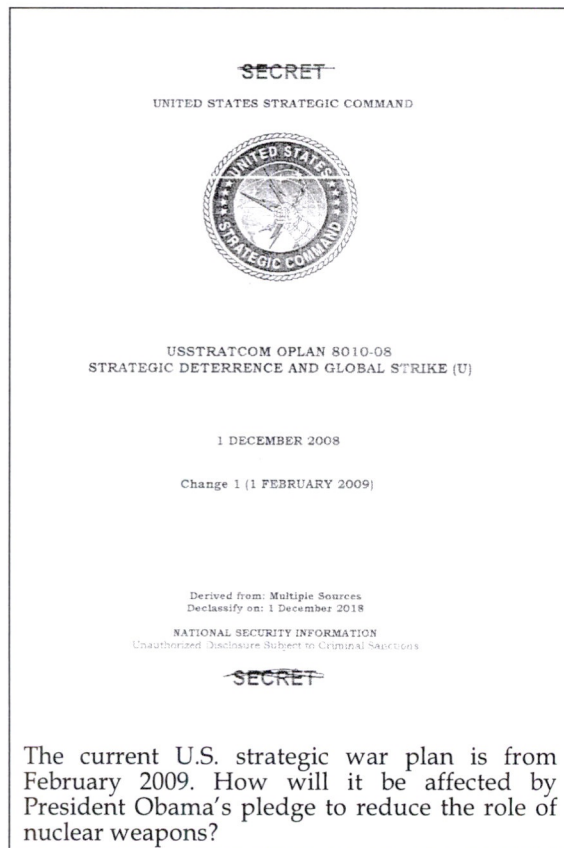 SECRET
UNITED STATES STRATEGIC COMMAND
UNITED STATES
STRATEGIC COMMAND
USSTRATCOM OPLAN 8010-08
STRATEGIC DETERRENCE AND GLOBAL STRIKE (U)
1 DECEMBER 2008
Change 1 (1 FEBRUARY 2009)
Derived from: Multiple Sources
Declassify on: 1 December 2018
NATIONAL SECURITY INFORMATION
Unauthorized Disclosure Subject to Criminal Sanctions
SECRET
The current U.S. strategic war plan is from
February 2009. How will it be affected by
President Obama's pledge to reduce the role of
nuclear weapons?